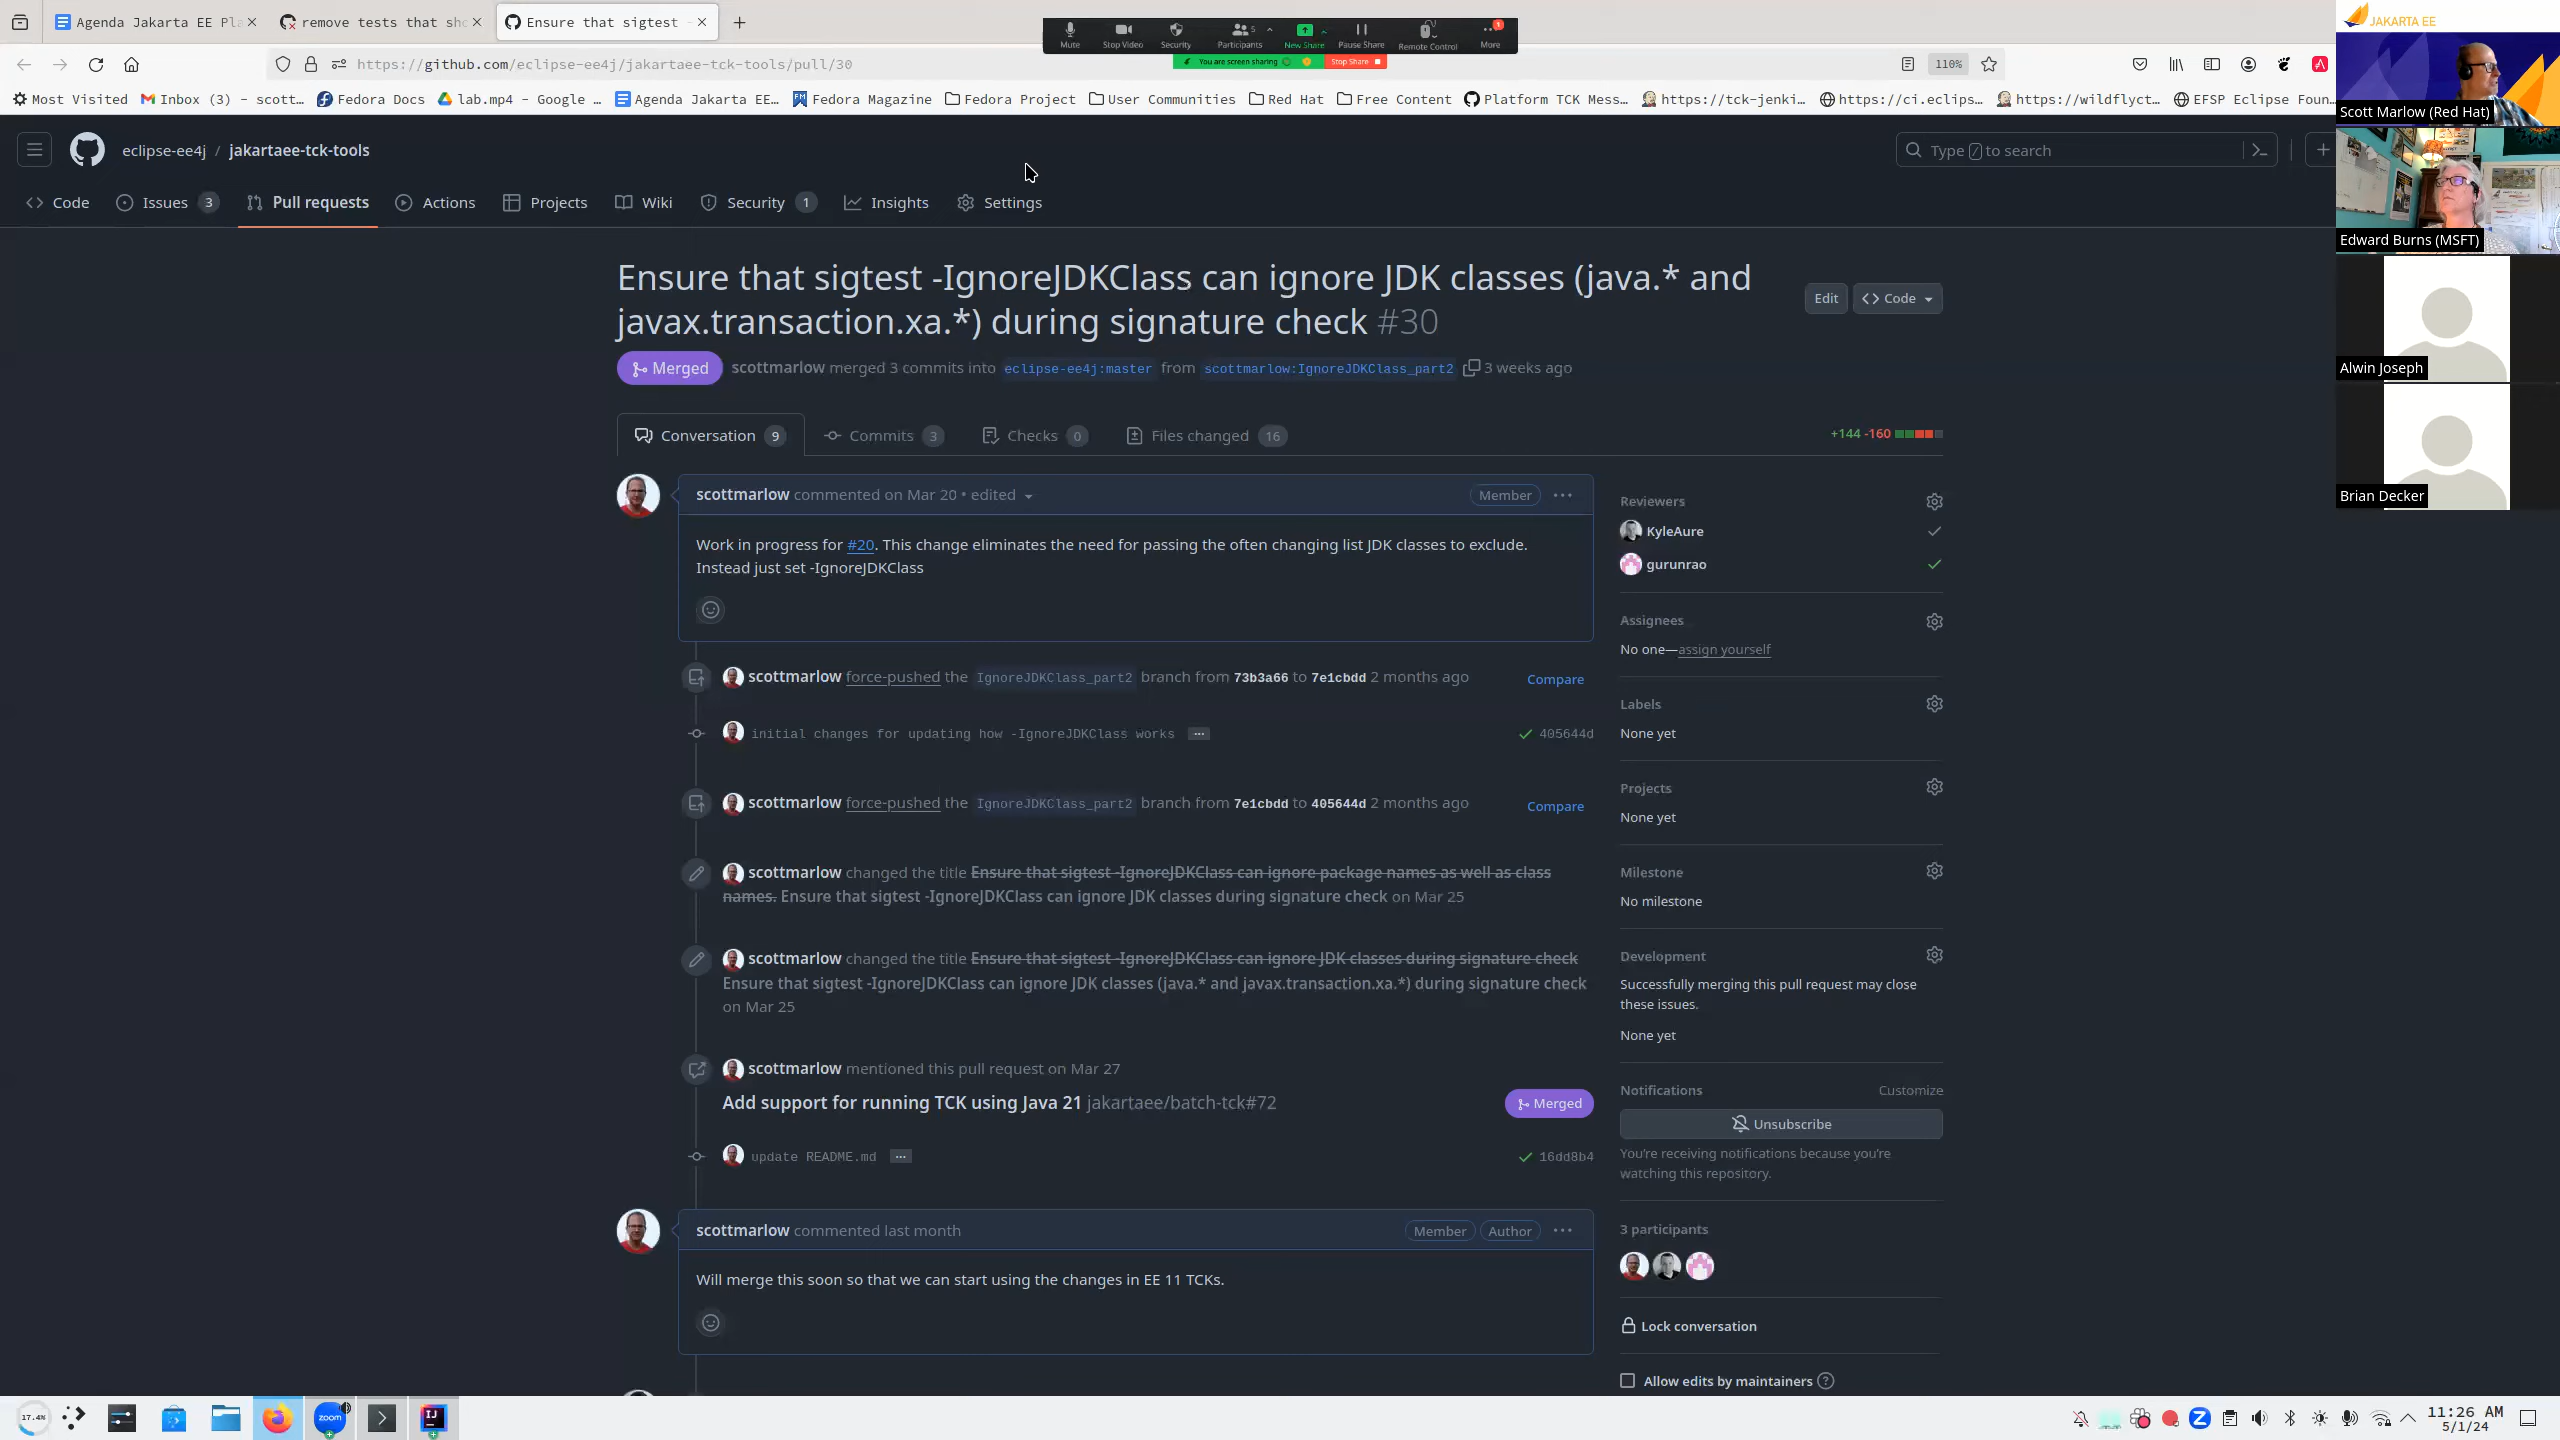 Agenda Jakarta EE Pla
remove tests that sho
Ensure that sigtest -
Mute
Stop Video
Security
Participants
5
New Share
Pause Share
Remote Control
More
You are screen sharing
Stop Share
https://github.com/eclipse-ee4j/jakartaee-tck-tools/pull/30
110%
Most Visited
Inbox (3) – scott…
Fedora Docs
lab.mp4 – Google …
Agenda Jakarta EE…
Fedora Magazine
Fedora Project
User Communities
Red Hat
Free Content
Platform TCK Mess…
https://tck-jenki…
https://ci.eclips…
https://wildflyct…
EFSP Eclipse Foun…
eclipse-ee4j / jakartaee-tck-tools
Type / to search
Code
Issues 3
Pull requests
Actions
Projects
Wiki
Security 1
Insights
Settings
Ensure that sigtest -IgnoreJDKClass can ignore JDK classes (java.* and
javax.transaction.xa.*) during signature check #30
Edit
Code
Merged
scottmarlow merged 3 commits into eclipse-ee4j:master from scottmarlow:IgnoreJDKClass_part2 3 weeks ago
Conversation 9
Commits 3
Checks 0
Files changed 16
+144 -160
scottmarlow commented on Mar 20 • edited
Member
Work in progress for #20. This change eliminates the need for passing the often changing list JDK classes to exclude.
Instead just set -IgnoreJDKClass
scottmarlow force-pushed the IgnoreJDKClass_part2 branch from 73b3a66 to 7e1cbdd 2 months ago
Compare
initial changes for updating how -IgnoreJDKClass works
405644d
scottmarlow force-pushed the IgnoreJDKClass_part2 branch from 7e1cbdd to 405644d 2 months ago
Compare
scottmarlow changed the title Ensure that sigtest -IgnoreJDKClass can ignore package names as well as class
names. Ensure that sigtest -IgnoreJDKClass can ignore JDK classes during signature check on Mar 25
scottmarlow changed the title Ensure that sigtest -IgnoreJDKClass can ignore JDK classes during signature check
Ensure that sigtest -IgnoreJDKClass can ignore JDK classes (java.* and javax.transaction.xa.*) during signature check
on Mar 25
scottmarlow mentioned this pull request on Mar 27
Add support for running TCK using Java 21 jakartaee/batch-tck#72
Merged
update README.md
16dd8b4
scottmarlow commented last month
Member
Author
Will merge this soon so that we can start using the changes in EE 11 TCKs.
Reviewers
KyleAure
gurunrao
Assignees
No one—assign yourself
Labels
None yet
Projects
None yet
Milestone
No milestone
Development
Successfully merging this pull request may close
these issues.
None yet
Notifications
Customize
Unsubscribe
You're receiving notifications because you're
watching this repository.
3 participants
Lock conversation
Allow edits by maintainers
JAKARTA EE
Scott Marlow (Red Hat)
Edward Burns (MSFT)
Alwin Joseph
Brian Decker
17.4%
zoom
IJ
11:26 AM
5/1/24